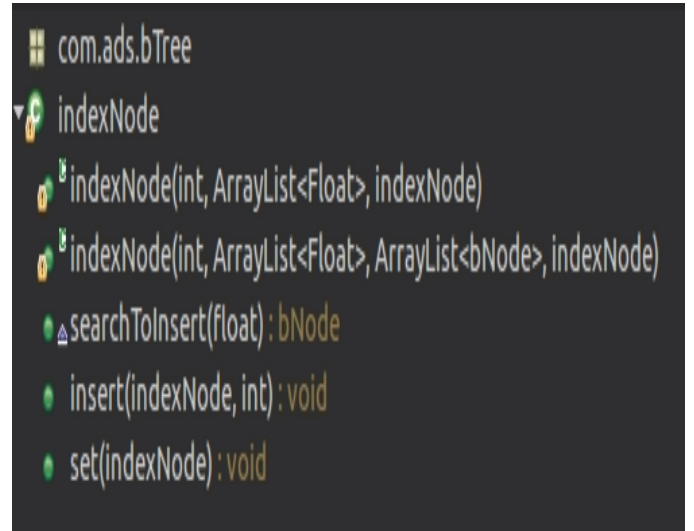 com.ads.bTree
indexNode
indexNode(int, ArrayList<Float>, indexNode)
indexNode(int, ArrayList<Float>, ArrayList<bNode>, indexNode)
searchToInsert(float) : bNode
insert(indexNode, int) : void
set(indexNode) : void